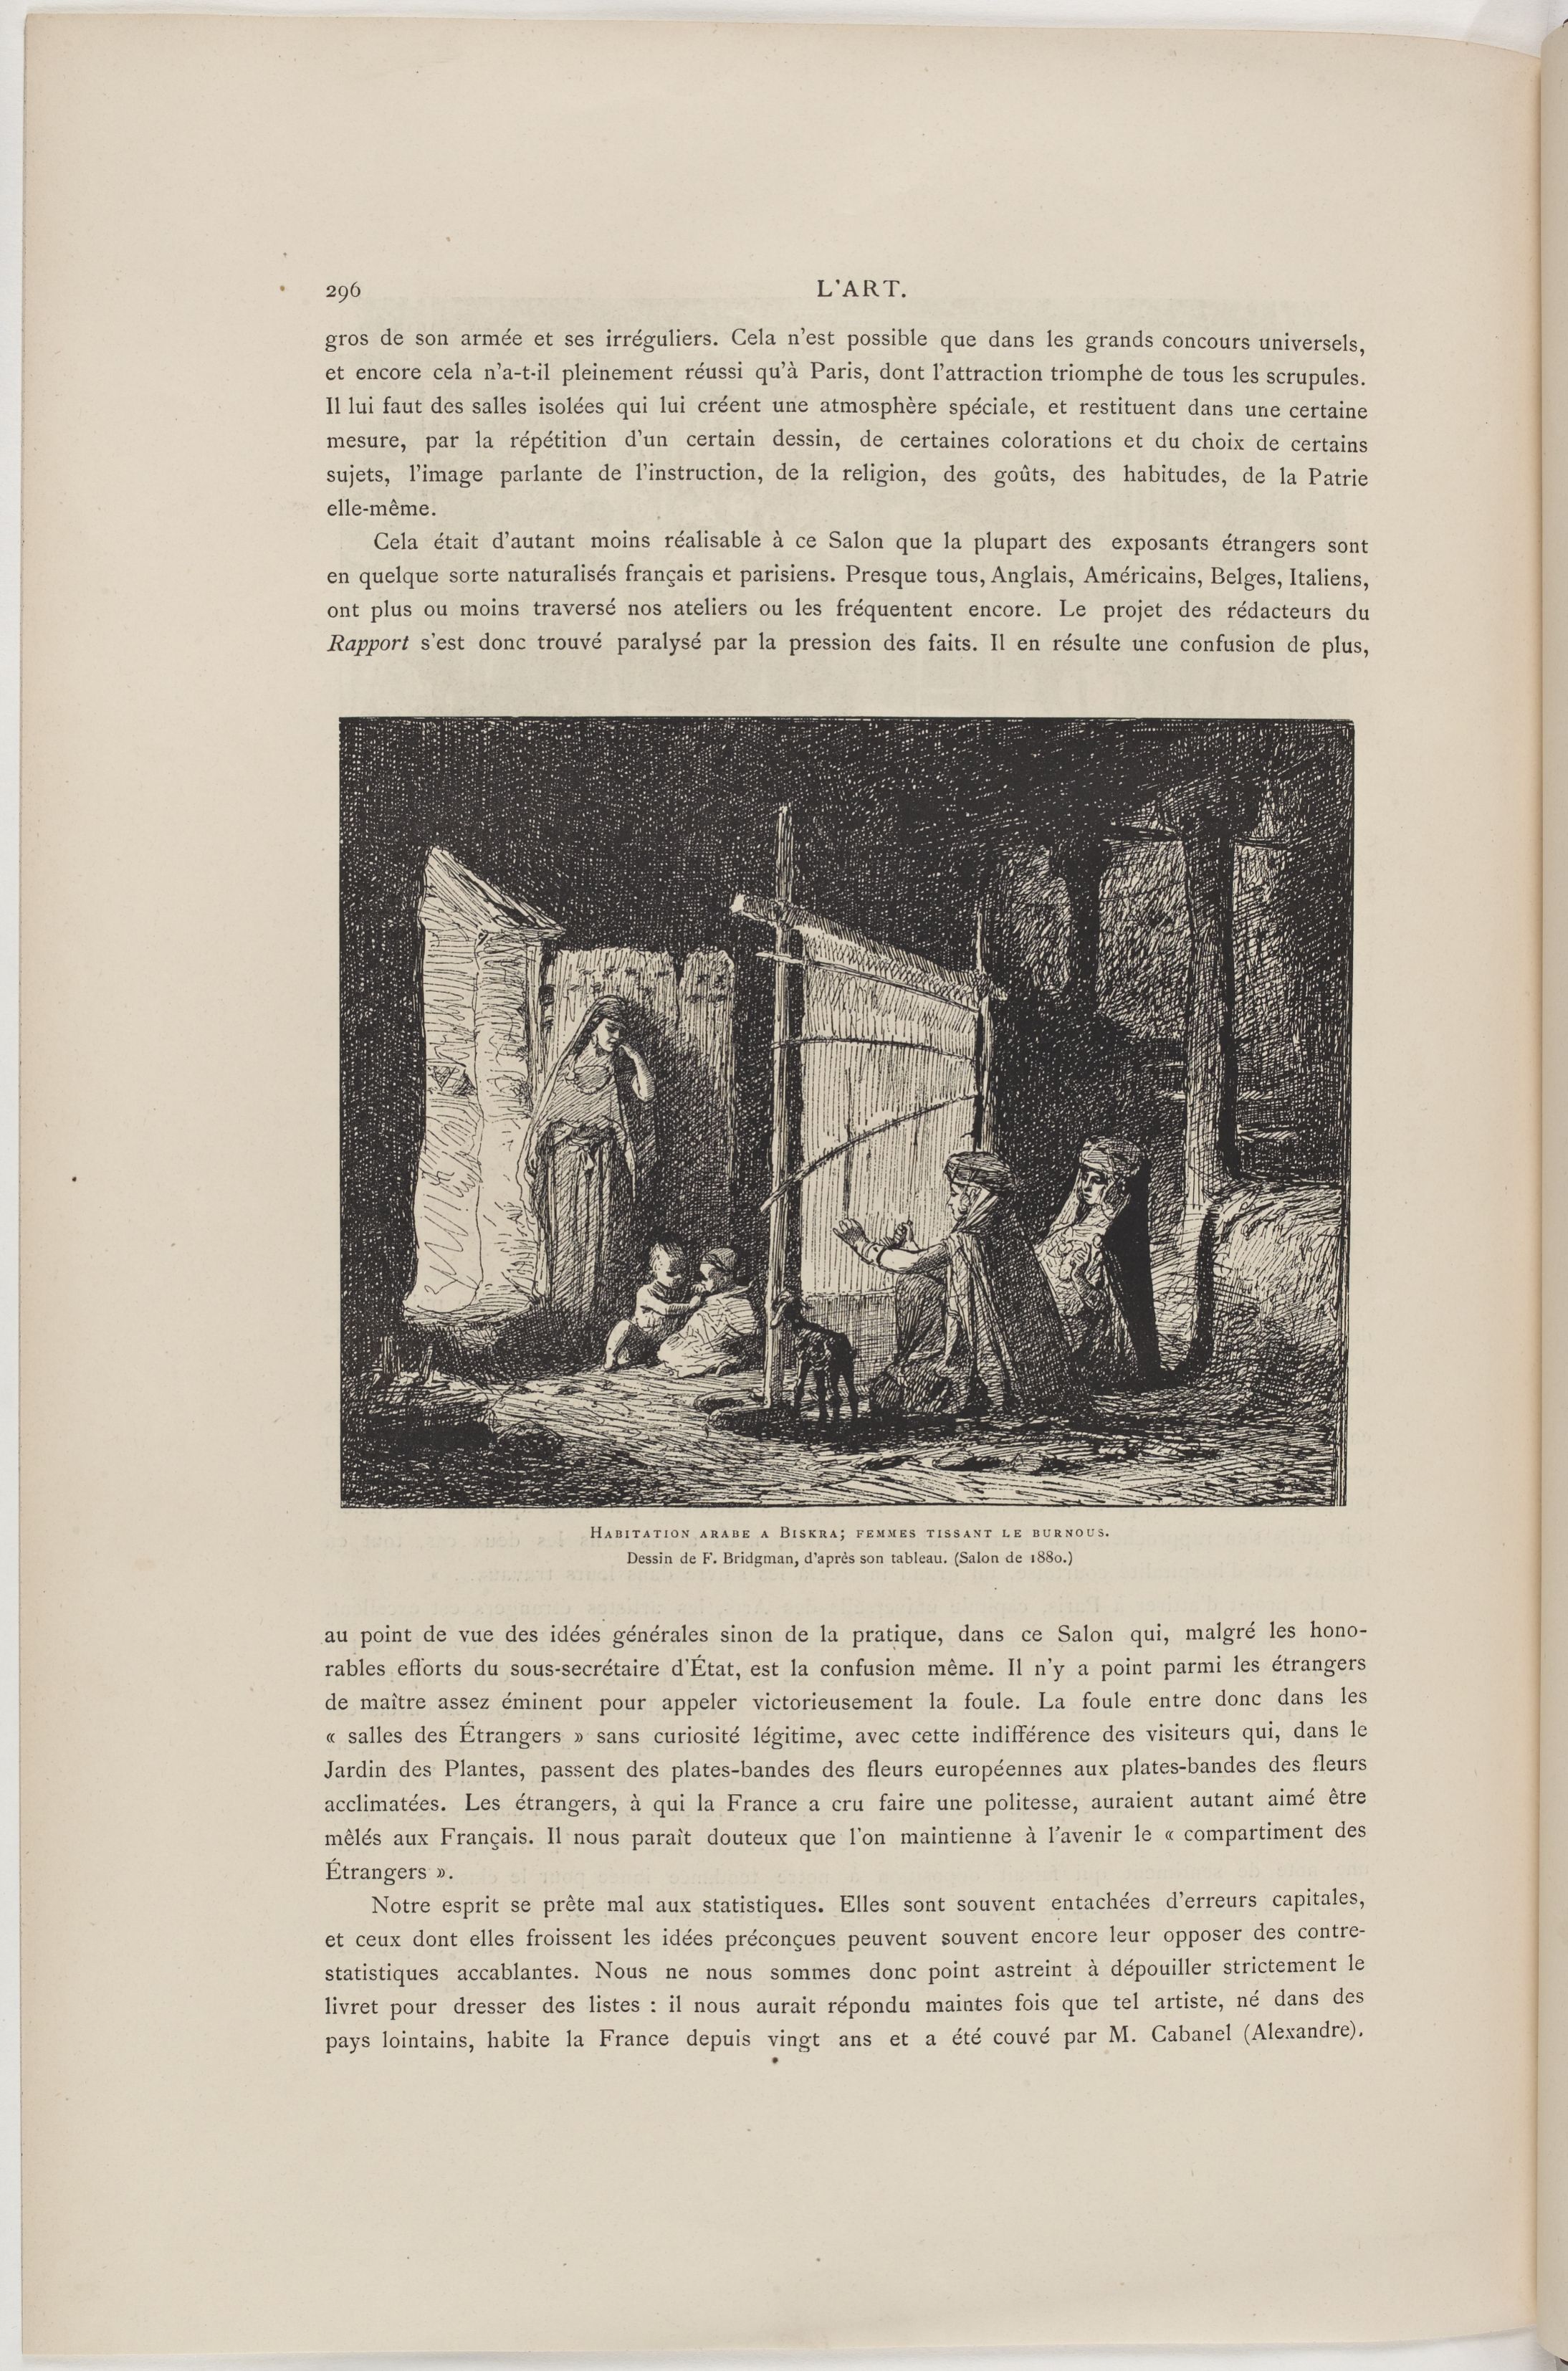 296
L'ART.
gros de son armée et ses irréguliers. Cela n'est possible que dans les grands concours universels,
et encore cela n'a-t-il pleinement réussi qu'à Paris, dont l'attraction triomphe de tous les scrupules.
Il lui faut des salles isolées qui lui créent une atmosphère spéciale, et restituent dans une certaine
mesure, par la répétition d'un certain dessin, de certaines colorations et du choix de certains
sujets, l'image parlante de l'instruction, de la religion, des goûts, des habitudes, de la Patrie
elle-même.
Cela était d'autant moins réalisable à ce Salon que la plupart des exposants étrangers sont
en quelque sorte naturalisés français et parisiens. Presque tous, Anglais, Américains, Belges, Italiens,
ont plus ou moins traversé nos ateliers ou les fréquentent encore. Le projet des rédacteurs du
Rapport s'est donc trouvé paralysé par la pression des faits. Il en résulte une confusion de plus,
HABITATION ARABE A BISKRA; FEMMES TISSANT LE BURNOUS.
Dessin de F. Bridgman, d'après son tableau. (Salon de 1880.)
au point de vue des idées générales sinon de la pratique, dans ce Salon qui, malgré les hono-
rables efforts du sous-secrétaire d'État, est la confusion même. Il n'y a point parmi les étrangers
de maître assez éminent pour appeler victorieusement la foule. La foule entre donc dans les
« salles des Étrangers » sans curiosité légitime, avec cette indifférence des visiteurs qui, dans le
Jardin des Plantes, passent des plates-bandes des fleurs européennes aux plates-bandes des fleurs
acclimatées. Les étrangers, à qui la France a cru faire une politesse, auraient autant aimé être
mêlés aux Français. Il nous paraît douteux que l'on maintienne à l'avenir le « compartiment des
Étrangers ».
Notre esprit se prête mal aux statistiques. Elles sont souvent entachées d'erreurs capitales,
et ceux dont elles froissent les idées préconçues peuvent souvent encore leur opposer des contre-
statistiques accablantes. Nous ne nous sommes donc point astreint à dépouiller strictement le
livret pour dresser des listes : il nous aurait répondu maintes fois que tel artiste, né dans des
pays lointains, habite la France depuis vingt ans et a été couvé par M. Cabanel (Alexandre).